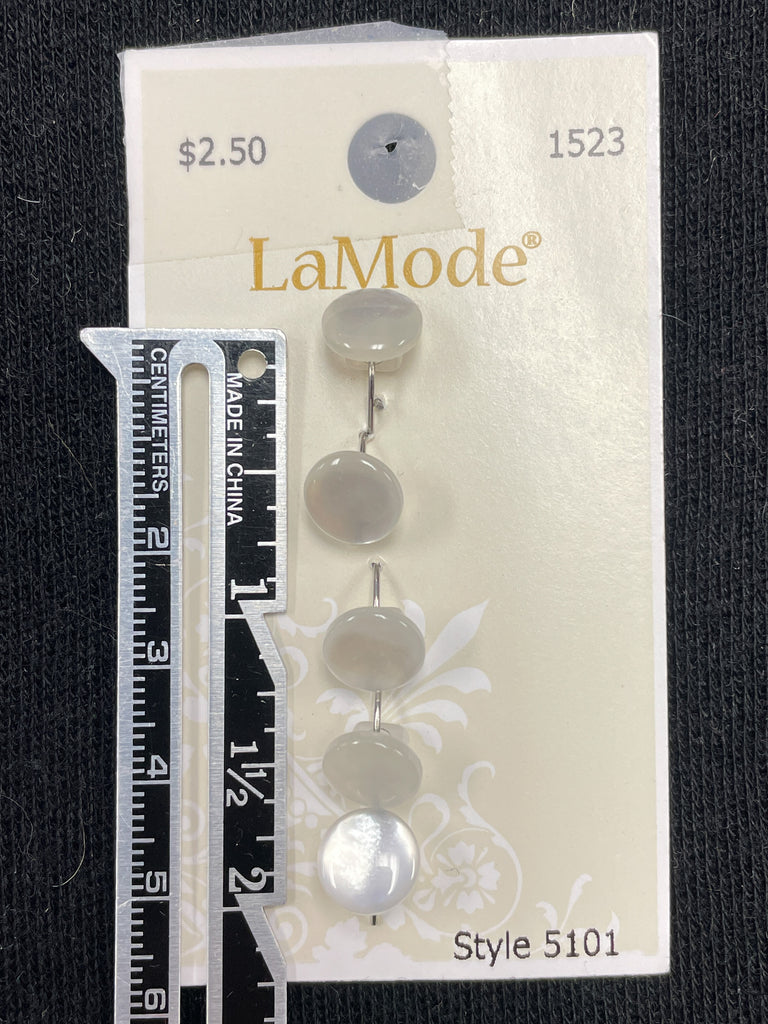 $2.50
1523
LaMode®
CENTIMETERS
MADE IN CHINA
2
1
3
1½
4
2
5
6
Style 5101